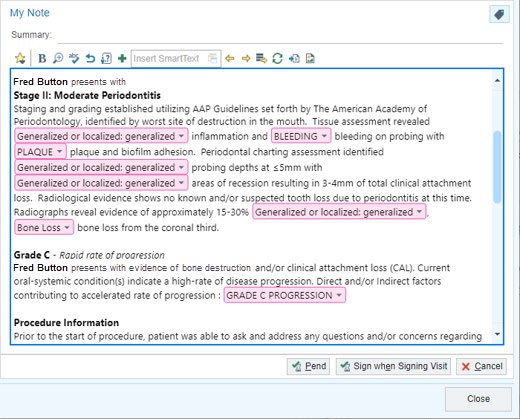 My Note
Summary:
B Insert SmartText
Fred Button presents with
Stage II: Moderate Periodontitis
Staging and grading established utilizing AAP Guidelines set forth by The American Academy of
Periodontology, identified by worst site of destruction in the mouth. Tissue assessment revealed
Generalized or localized: generalized inflammation and BLEEDING bleeding on probing with
PLAQUE plaque and biofilm adhesion. Periodontal charting assessment identified
Generalized or localized: generalized probing depths at ≤5mm with
Generalized or localized: generalized areas of recession resulting in 3-4mm of total clinical attachment
loss. Radiological evidence shows no known and/or suspected tooth loss due to periodontitis at this time.
Radiographs reveal evidence of approximately 15-30% Generalized or localized: generalized ,
Bone Loss bone loss from the coronal third.
Grade C - Rapid rate of progression
Fred Button presents with evidence of bone destruction and/or clinical attachment loss (CAL). Current
oral-systemic condition(s) indicate a high-rate of disease progression. Direct and/or Indirect factors
contributing to accelerated rate of progression : GRADE C PROGRESSION
Procedure Information
Prior to the start of procedure, patient was able to ask and address any questions and/or concerns regarding
Pend Sign when Signing Visit Cancel
Close